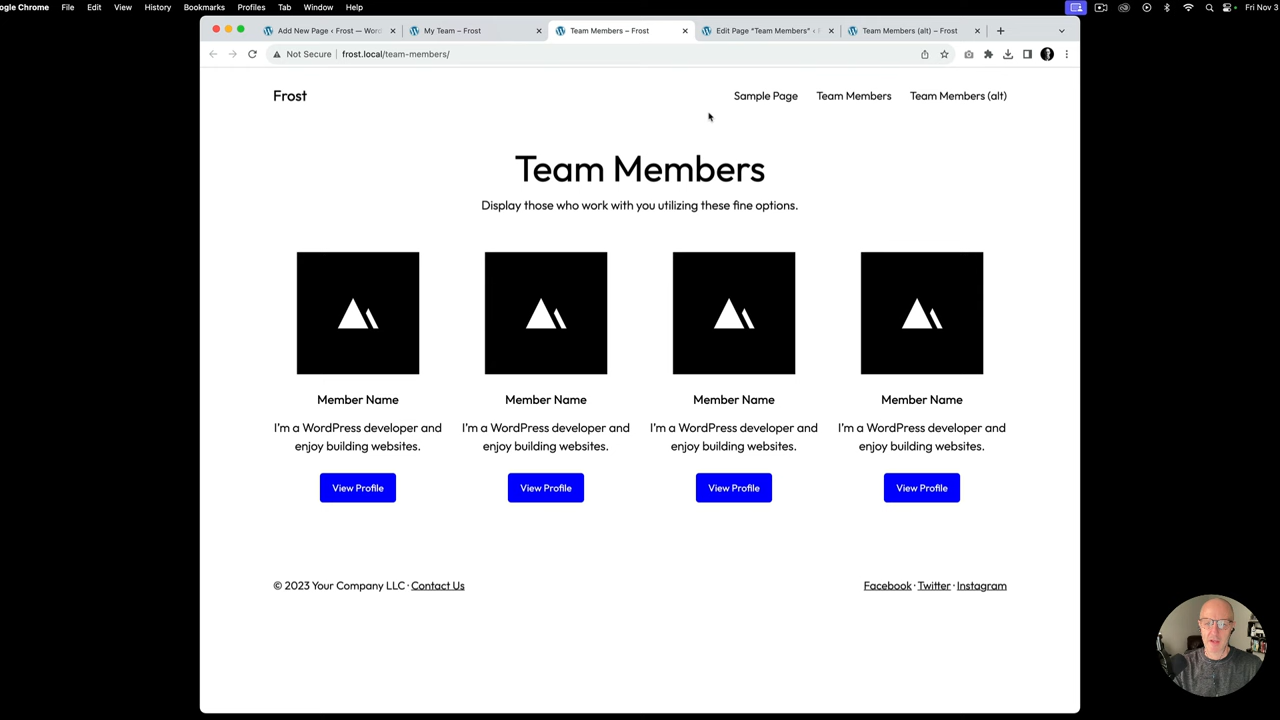 ogle Chrome File Edit View History Bookmarks Profiles Tab Window Help Fri Nov 3
Add New Page ‹ Frost — Word My Team – Frost Team Members – Frost Edit Page "Team Members" ‹ F Team Members (alt) – Frost
Not Secure frost.local/team-members/
Frost Sample Page Team Members Team Members (alt)
Team Members
Display those who work with you utilizing these fine options.
Member Name Member Name Member Name Member Name
I'm a WordPress developer and I'm a WordPress developer and I'm a WordPress developer and I'm a WordPress developer and
enjoy building websites. enjoy building websites. enjoy building websites. enjoy building websites.
View Profile View Profile View Profile View Profile
© 2023 Your Company LLC · Contact Us Facebook · Twitter · Instagram